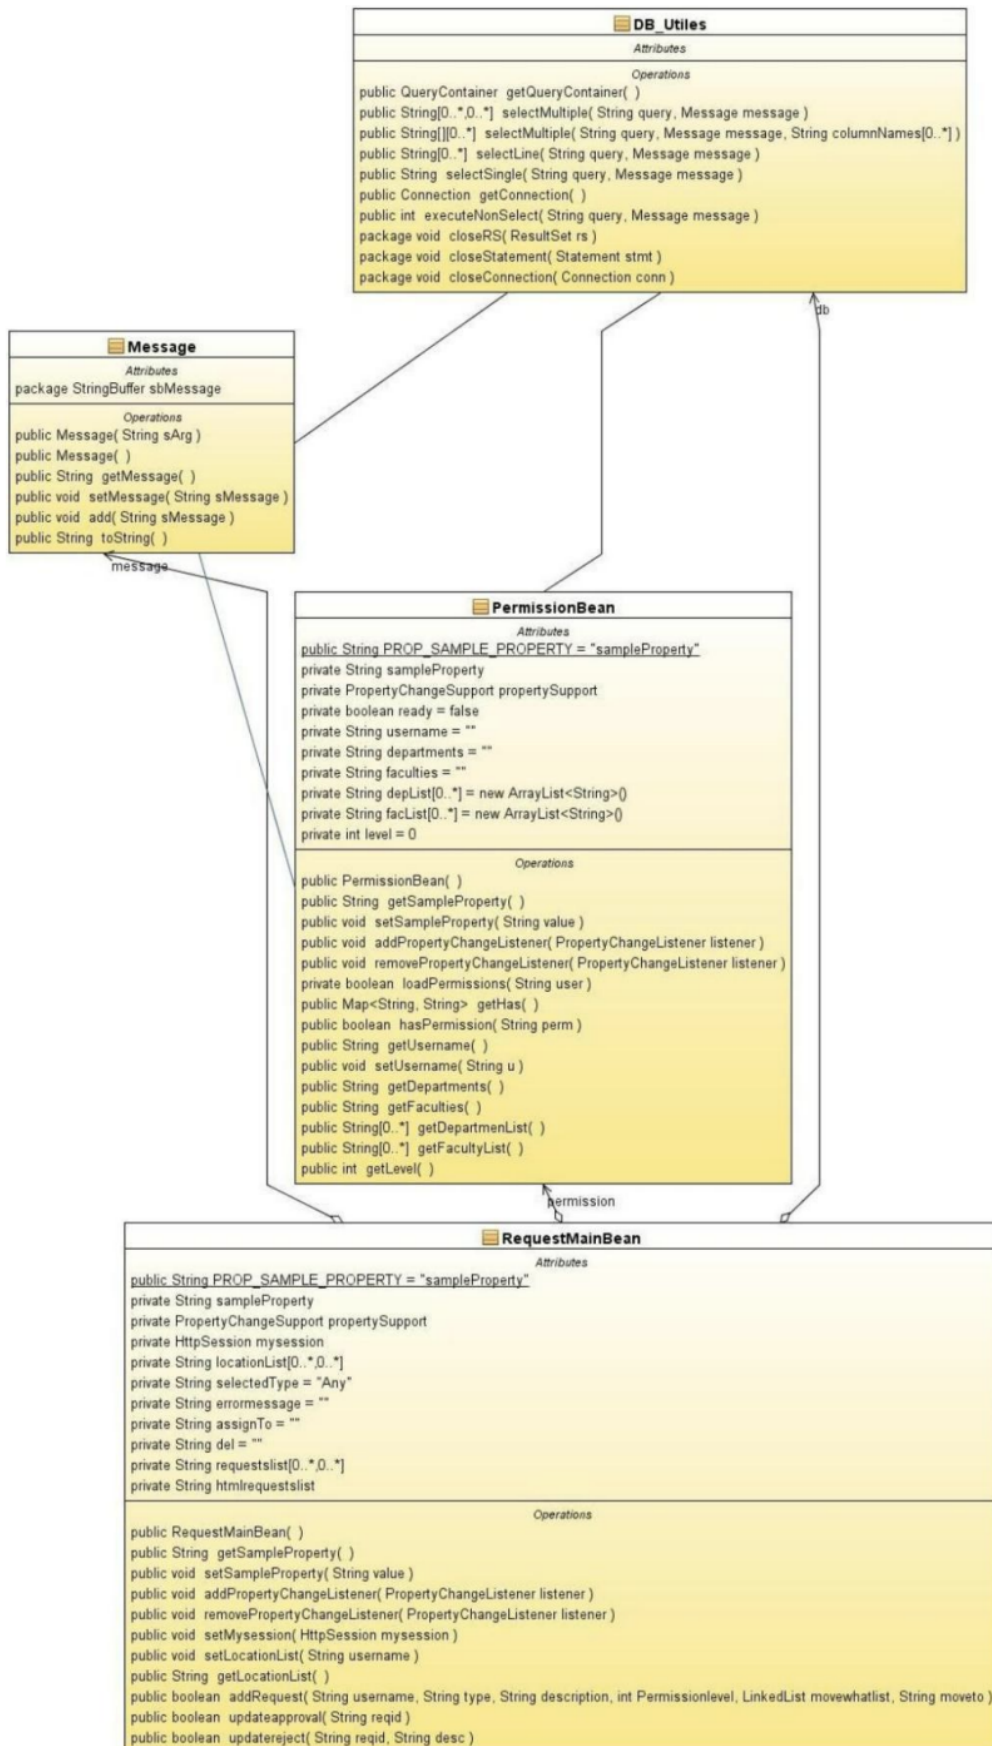 DB_Utiles
Attributes
Operations
public QueryContainer getQueryContainer( )
public String[0..*,0..*] selectMultiple( String query, Message message )
public String[][0..*] selectMultiple( String query, Message message, String columnNames[0..*] )
public String[0..*] selectLine( String query, Message message )
public String selectSingle( String query, Message message )
public Connection getConnection( )
public int executeNonSelect( String query, Message message )
package void closeRS( ResultSet rs )
package void closeStatement( Statement stmt )
package void closeConnection( Connection conn )
db
Message
Attributes
package StringBuffer sbMessage
Operations
public Message( String sArg )
public Message( )
public String getMessage( )
public void setMessage( String sMessage )
public void add( String sMessage )
public String toString( )
message
PermissionBean
Attributes
public String PROP_SAMPLE_PROPERTY = "sampleProperty"
private String sampleProperty
private PropertyChangeSupport propertySupport
private boolean ready = false
private String username = ""
private String departments = ""
private String faculties = ""
private String depList[0..*] = new ArrayList<String>()
private String facList[0..*] = new ArrayList<String>()
private int level = 0
Operations
public PermissionBean( )
public String getSampleProperty( )
public void setSampleProperty( String value )
public void addPropertyChangeListener( PropertyChangeListener listener )
public void removePropertyChangeListener( PropertyChangeListener listener )
private boolean loadPermissions( String user )
public Map<String, String> getHas( )
public boolean hasPermission( String perm )
public String getUsername( )
public void setUsername( String u )
public String getDepartments( )
public String getFaculties( )
public String[0..*] getDepartmenList( )
public String[0..*] getFacultyList( )
public int getLevel( )
permission
RequestMainBean
Attributes
public String PROP_SAMPLE_PROPERTY = "sampleProperty"
private String sampleProperty
private PropertyChangeSupport propertySupport
private HttpSession mysession
private String locationList[0..*,0..*]
private String selectedType = "Any"
private String errormessage = ""
private String assignTo = ""
private String del = ""
private String requestslist[0..*,0..*]
private String htmlrequestslist
Operations
public RequestMainBean( )
public String getSampleProperty( )
public void setSampleProperty( String value )
public void addPropertyChangeListener( PropertyChangeListener listener )
public void removePropertyChangeListener( PropertyChangeListener listener )
public void setMysession( HttpSession mysession )
public void setLocationList( String username )
public String getLocationList( )
public boolean addRequest( String username, String type, String description, int Permissionlevel, LinkedList movewhatlist, String moveto )
public boolean updateapproval( String reqid )
public boolean updatereject( String reqid, String desc )